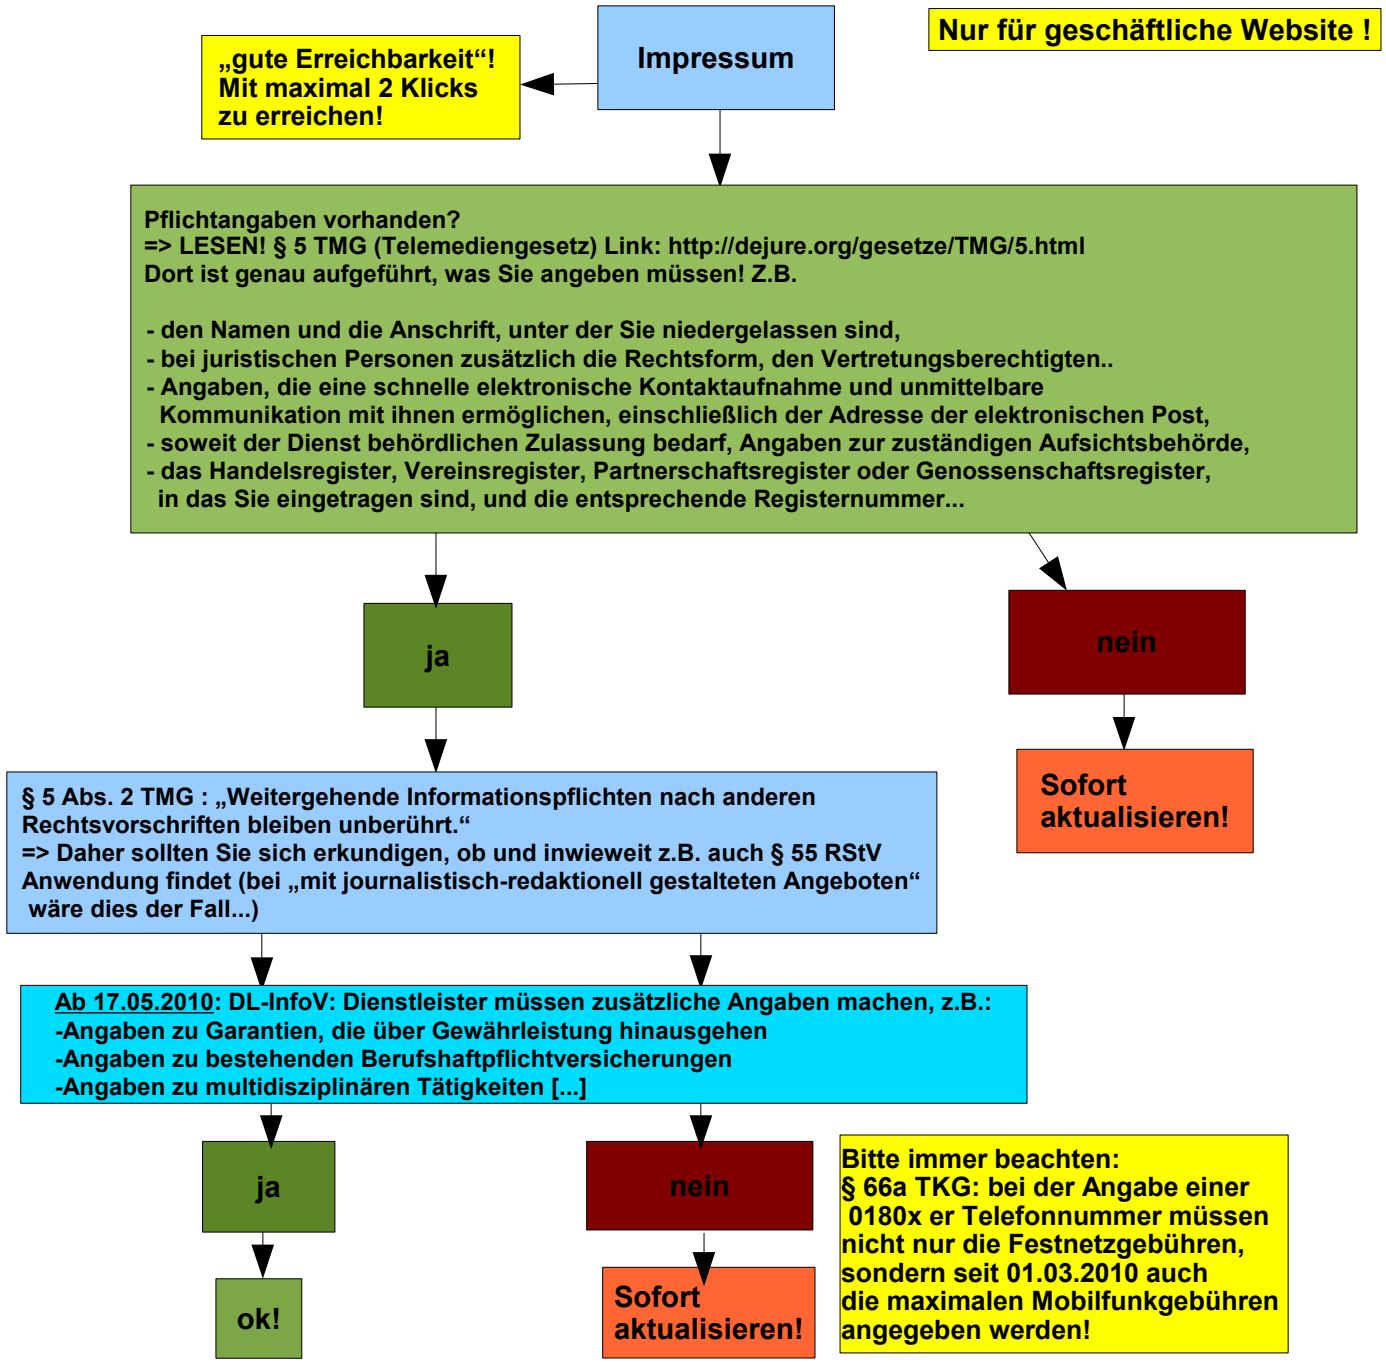 Impressum
Nur für geschäftliche Website !
„gute Erreichbarkeit“!
Mit maximal 2 Klicks
zu erreichen!
Pflichtangaben vorhanden?
=> LESEN! § 5 TMG (Telemediengesetz) Link: http://dejure.org/gesetze/TMG/5.html
Dort ist genau aufgeführt, was Sie angeben müssen! Z.B.
- den Namen und die Anschrift, unter der Sie niedergelassen sind,
- bei juristischen Personen zusätzlich die Rechtsform, den Vertretungsberechtigten..
- Angaben, die eine schnelle elektronische Kontaktaufnahme und unmittelbare
Kommunikation mit ihnen ermöglichen, einschließlich der Adresse der elektronischen Post,
- soweit der Dienst behördlichen Zulassung bedarf, Angaben zur zuständigen Aufsichtsbehörde,
- das Handelsregister, Vereinsregister, Partnerschaftsregister oder Genossenschaftsregister,
in das Sie eingetragen sind, und die entsprechende Registernummer...
ja
nein
Sofort
aktualisieren!
§ 5 Abs. 2 TMG : „Weitergehende Informationspflichten nach anderen
Rechtsvorschriften bleiben unberührt.“
=> Daher sollten Sie sich erkundigen, ob und inwieweit z.B. auch § 55 RStV
Anwendung findet (bei „mit journalistisch-redaktionell gestalteten Angeboten“
wäre dies der Fall...)
Ab 17.05.2010: DL-InfoV: Dienstleister müssen zusätzliche Angaben machen, z.B.:
-Angaben zu Garantien, die über Gewährleistung hinausgehen
-Angaben zu bestehenden Berufshaftpflichtversicherungen
-Angaben zu multidisziplinären Tätigkeiten [...]
ja
nein
ok!
Sofort
aktualisieren!
Bitte immer beachten:
§ 66a TKG: bei der Angabe einer
0180x er Telefonnummer müssen
nicht nur die Festnetzgebühren,
sondern seit 01.03.2010 auch
die maximalen Mobilfunkgebühren
angegeben werden!